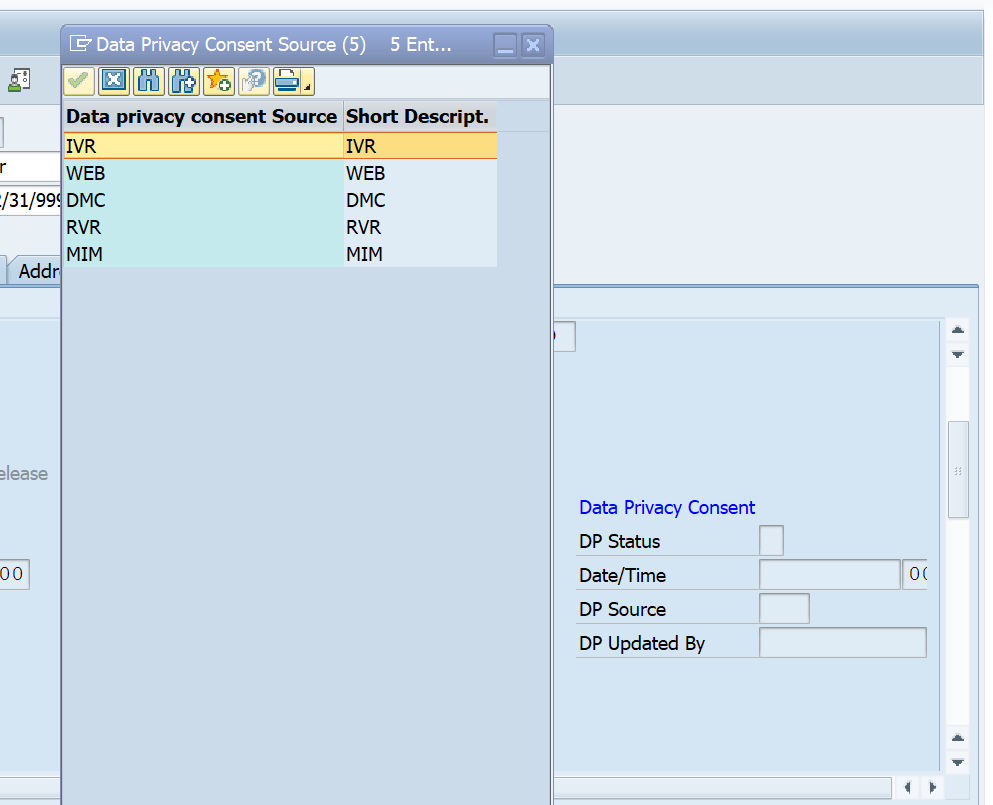 Data Privacy Consent Source (5) 5 Ent...
Data privacy consent Source Short Descript.
IVR IVR
WEB WEB
DMC DMC
RVR RVR
MIM MIM
r
/31/999
Addr
elease
00
Data Privacy Consent
DP Status
Date/Time 00
DP Source
DP Updated By